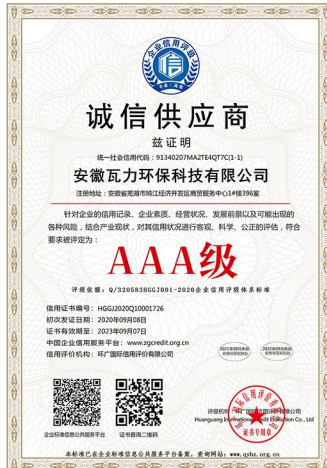 企业信用评级
信
诚信供应商
兹证明
统一社会信用代码：91340207MA2TE4QT7C(1-1)
安徽瓦力环保科技有限公司
注册地址：安徽省芜湖市鸠江经济开发区商贸服务中心1#楼396室
针对企业的信用记录、企业素质、经营状况、发展前景以及可能出现的
各种风险，结合产业现状，对其信用状况进行客观、科学、公正的评估，符合
要求被评定为：
AAA级
评级依据：Q/320583HGGJ001-2020企业信用评级体系标准
信用证书编号：HGGJ2020Q10001726
初次发证日期：2020年09月08日
证书有效期至：2023年09月07日
中国企业信用服务平台：www.zgcredit.org.cn
信用评价机构：环广国际信用评价有限公司
企业标准信息公共服务平台
证书查询二维码
评级机构：环广国际信用评价有限公司
Huanguang International Credit Evaluation Co., Ltd
证书专用章
本标准已在企业标准信息公共服务平台备案，查询网站：www.qybz.org.cn